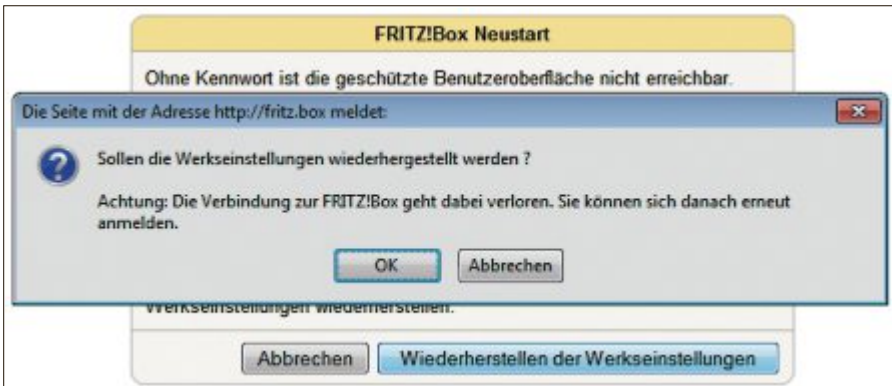 FRITZ!Box Neustart
Ohne Kennwort ist die geschützte Benutzeroberfläche nicht erreichbar.
Die Seite mit der Adresse http://fritz.box meldet:
Sollen die Werkseinstellungen wiederhergestellt werden ?
Achtung: Die Verbindung zur FRITZ!Box geht dabei verloren. Sie können sich danach erneut
anmelden.
OK Abbrechen
Werkseinstellungen wiederherstellen.
Abbrechen Wiederherstellen der Werkseinstellungen